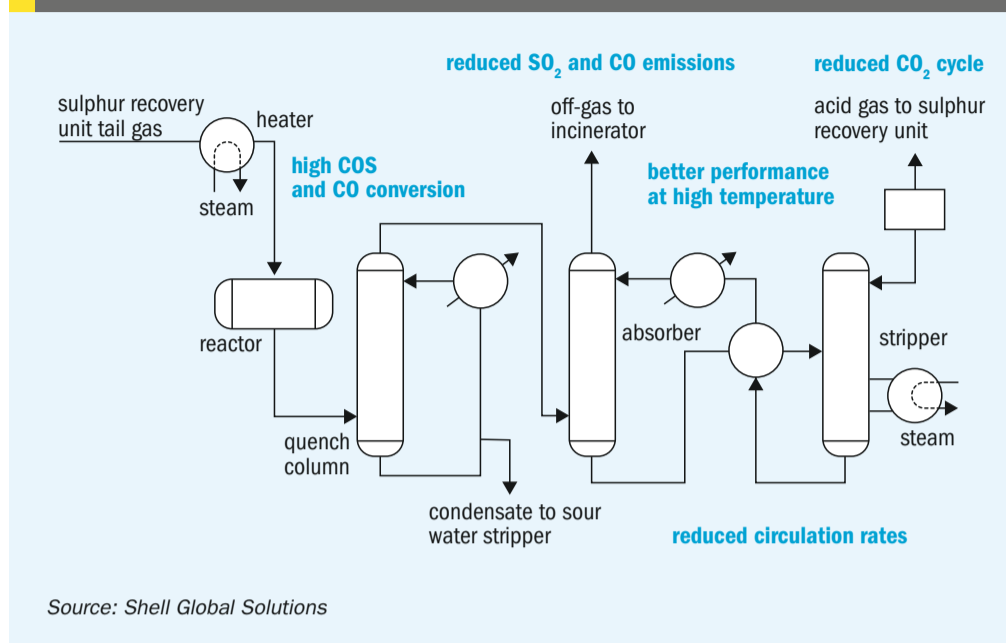 reduced SO₂ and CO emissions
reduced CO₂ cycle
sulphur recovery
unit tail gas
heater
off-gas to
incinerator
acid gas to sulphur
recovery unit
high COS
and CO conversion
better performance
at high temperature
steam
reactor
absorber
stripper
quench
column
steam
condensate to sour
water stripper
reduced circulation rates
Source: Shell Global Solutions